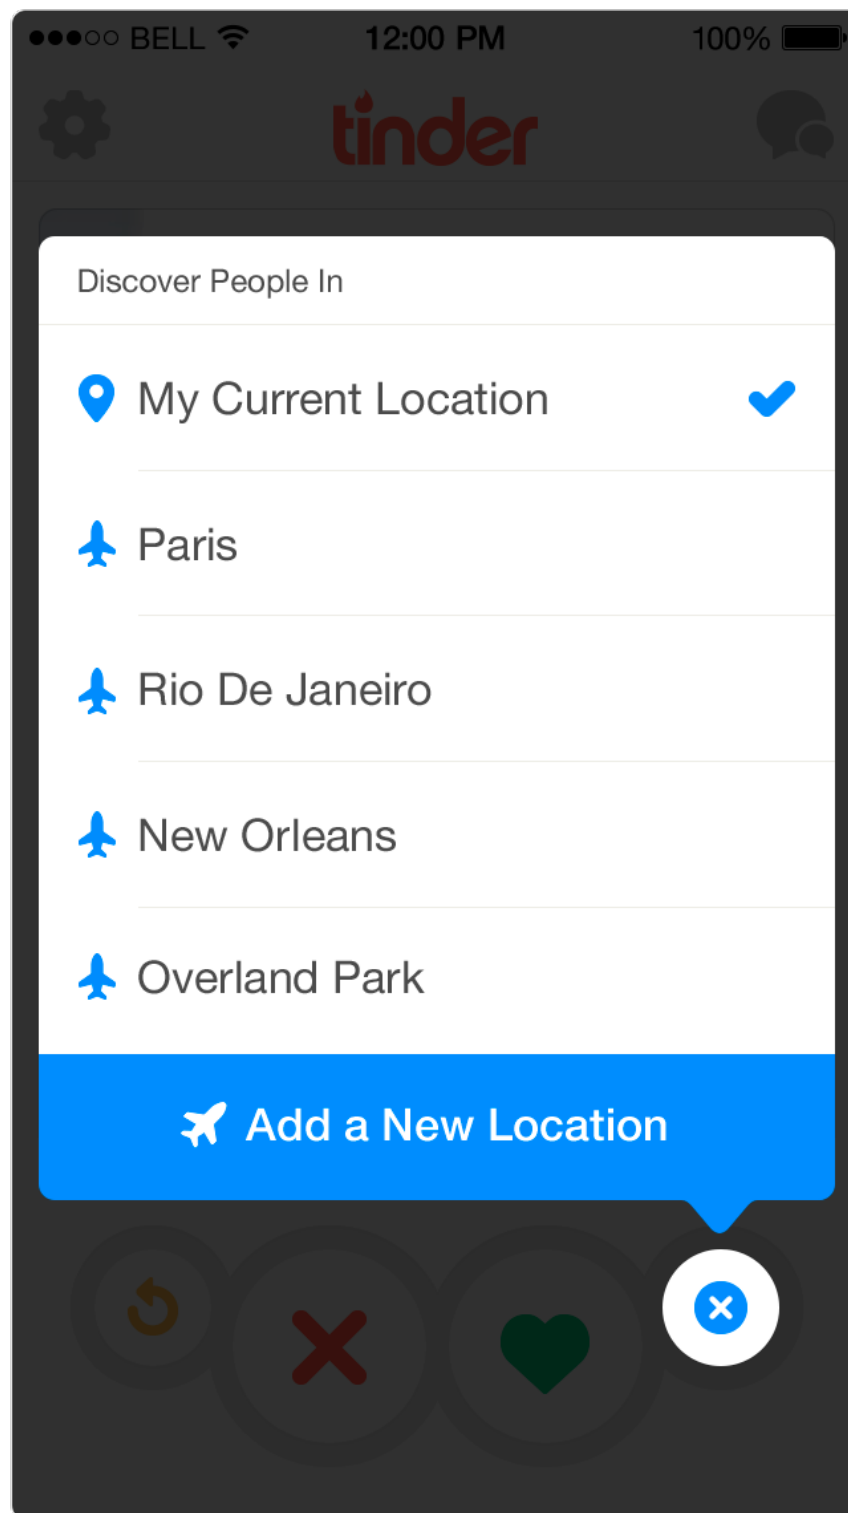 BELL 12:00 PM 100%
tinder
Discover People In
My Current Location
Paris
Rio De Janeiro
New Orleans
Overland Park
Add a New Location